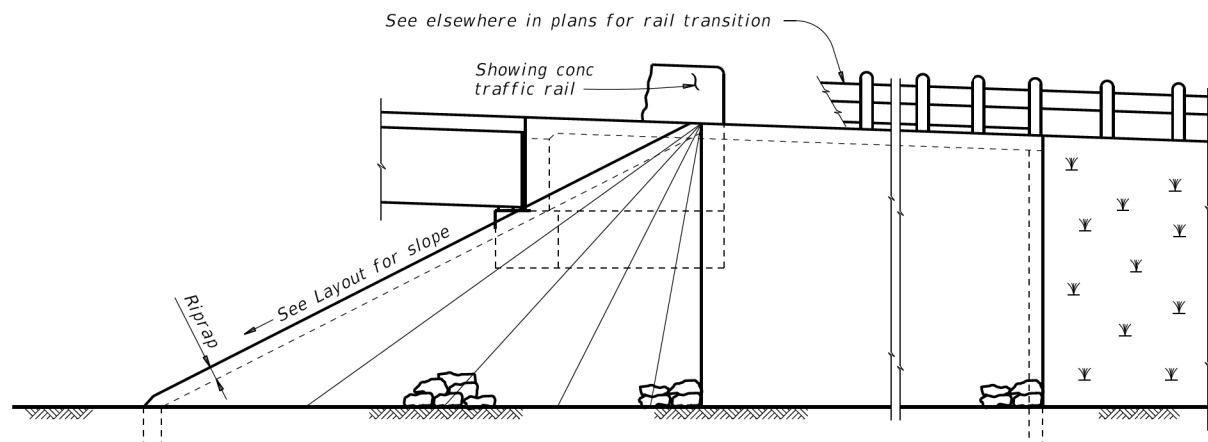 See elsewhere in plans for rail transition
Showing conc
traffic rail
See Layout for slope
Riprap